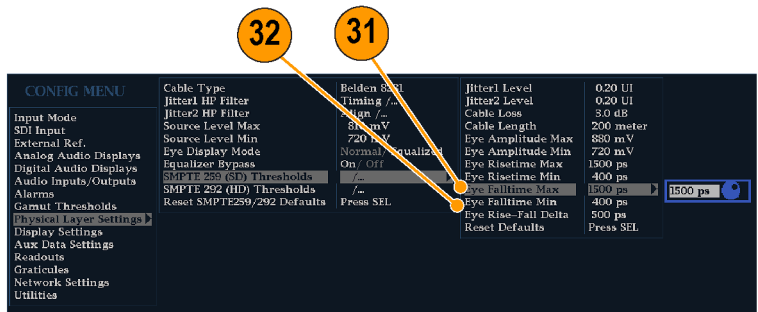 32 31
CONFIG MENU
Input Mode
SDI Input
External Ref.
Analog Audio Displays
Digital Audio Displays
Audio Inputs/Outputs
Alarms
Gamut Thresholds
Physical Layer Settings
Display Settings
Aux Data Settings
Readouts
Graticules
Network Settings
Utilities
Cable Type Belden 8281
Jitter1 HP Filter Timing /...
Jitter2 HP Filter Align /...
Source Level Max mV
Source Level Min 720 mV
Eye Display Mode Normal/ Equalized
Equalizer Bypass On/ Off
SMPTE 259 (SD) Thresholds /...
SMPTE 292 (HD) Thresholds /...
Reset SMPTE259/292 Defaults Press SEL
Jitter1 Level 0.20 UI
Jitter2 Level 0.20 UI
Cable Loss 3.0 dB
Cable Length 200 meter
Eye Amplitude Max 880 mV
Eye Amplitude Min 720 mV
Eye Risetime Max 1500 ps
Eye Risetime Min 400 ps
Eye Falltime Max 1500 ps
Eye Falltime Min 400 ps
Eye Rise-Fall Delta 500 ps
Reset Defaults Press SEL
1500 ps